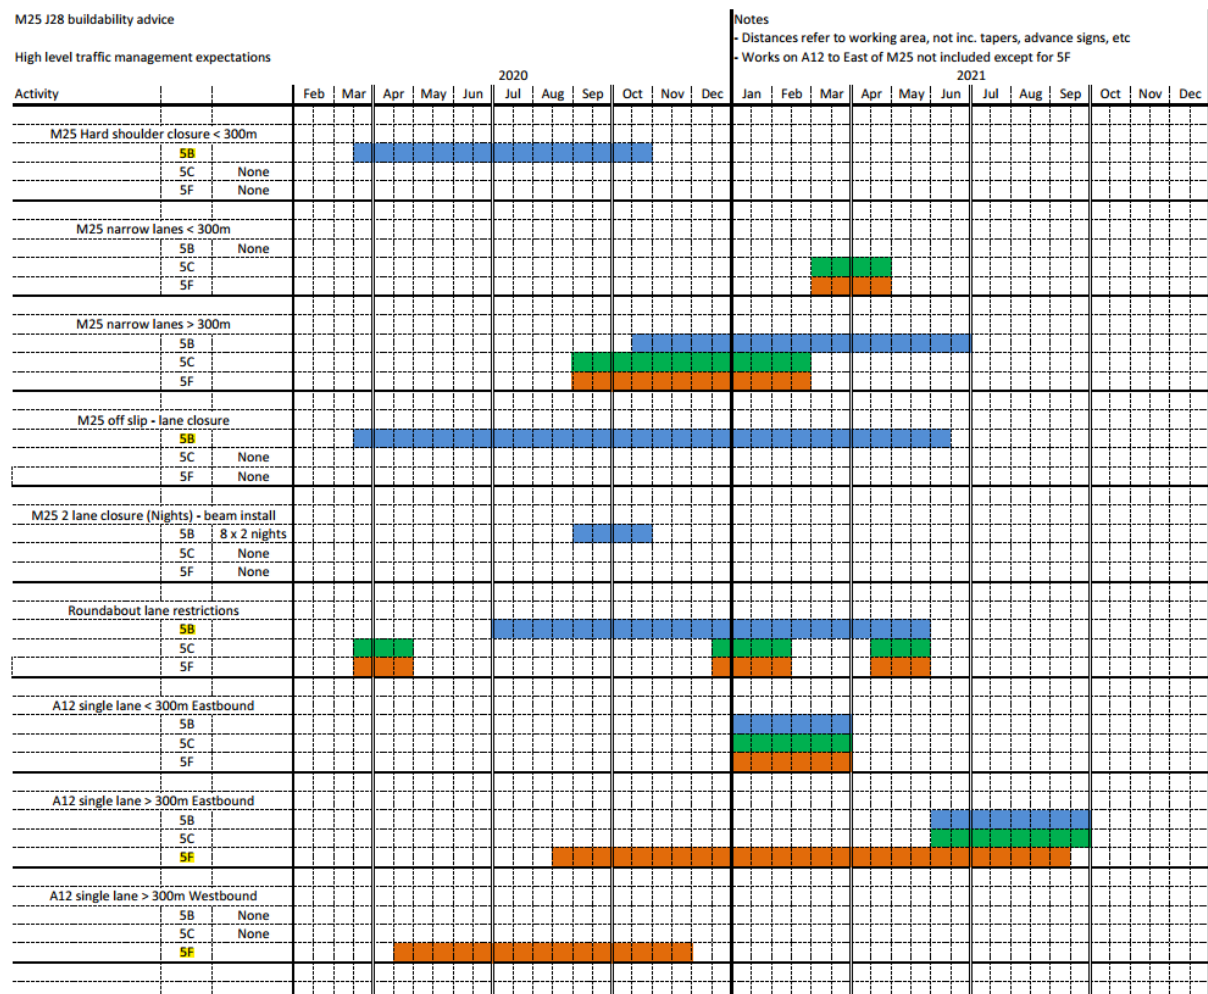 M25 J28 buildability advice
Notes
- Distances refer to working area, not inc. tapers, advance signs, etc
High level traffic management expectations
- Works on A12 to East of M25 not included except for 5F
2020 2021
Activity Feb Mar Apr May Jun Jul Aug Sep Oct Nov Dec Jan Feb Mar Apr May Jun Jul Aug Sep Oct Nov Dec
M25 Hard shoulder closure < 300m
5B
5C None
5F None
M25 narrow lanes < 300m
5B None
5C
5F
M25 narrow lanes > 300m
5B
5C
5F
M25 off slip - lane closure
5B
5C None
5F None
M25 2 lane closure (Nights) - beam install
5B 8 x 2 nights
5C None
5F None
Roundabout lane restrictions
5B
5C
5F
A12 single lane < 300m Eastbound
5B
5C
5F
A12 single lane > 300m Eastbound
5B
5C
5F
A12 single lane > 300m Westbound
5B None
5C None
5F